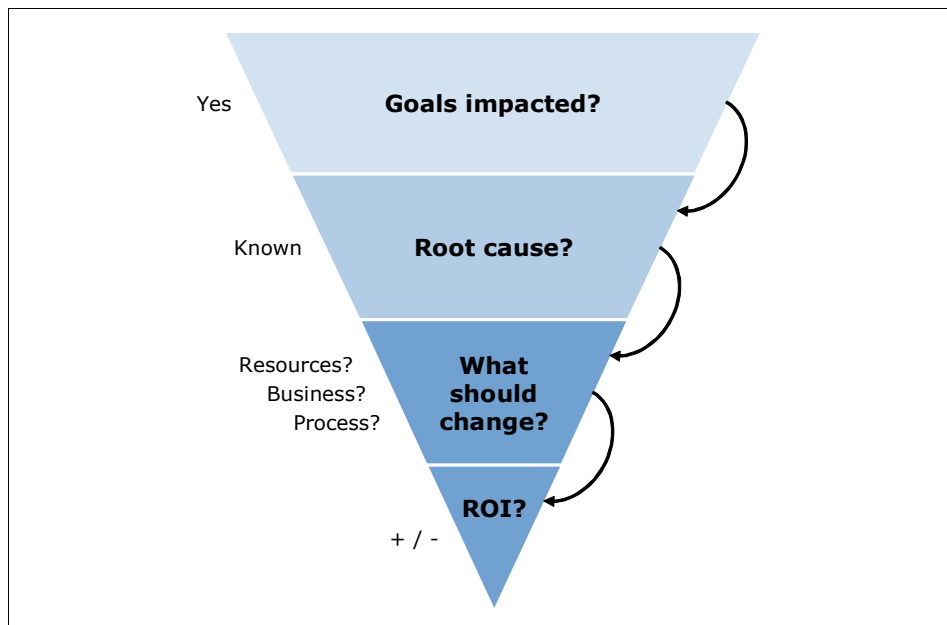 Yes
Goals impacted?
Known
Root cause?
Resources?
Business?
Process?
What
should
change?
ROI?
+ / -